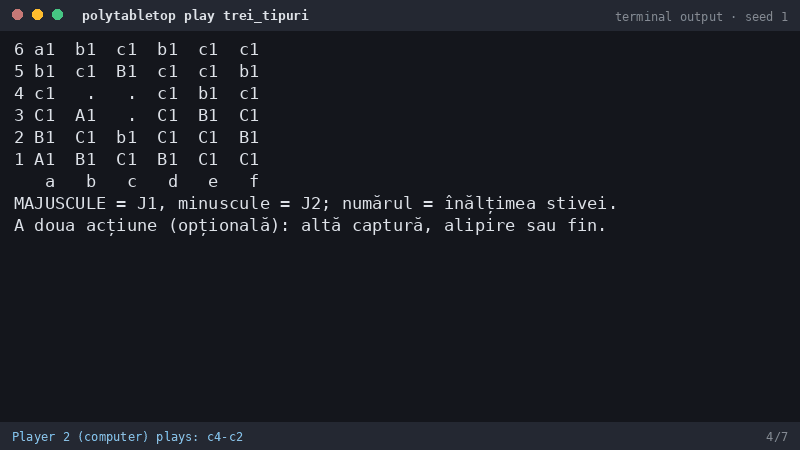 polytabletop play trei_tipuri
terminal output · seed 1
6 a1 b1 c1 b1 c1 c1
5 b1 c1 B1 c1 c1 b1
4 c1 . . c1 b1 c1
3 C1 A1 . C1 B1 C1
2 B1 C1 b1 C1 C1 B1
1 A1 B1 C1 B1 C1 C1
a b c d e f
MAJUSCULE = J1, minuscule = J2; numărul = înălțimea stivei.
A doua acțiune (opțională): altă captură, alipire sau fin.
Player 2 (computer) plays: c4-c2
4/7